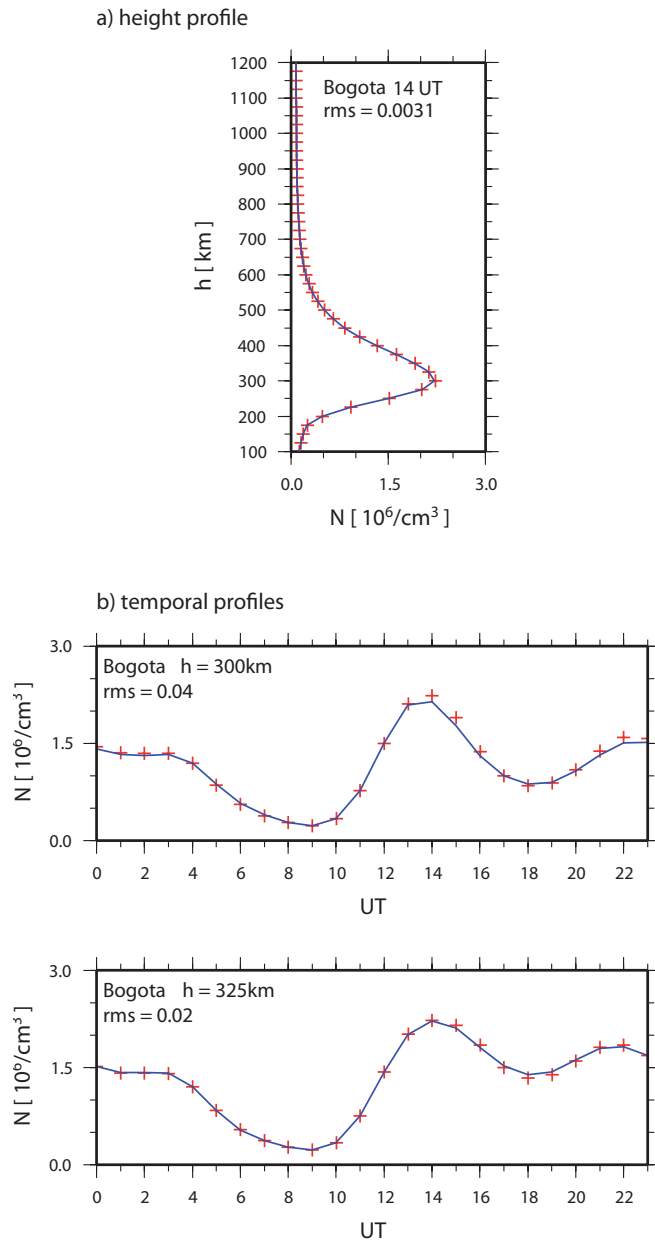 a) height profile
1200
1100
1000
900
800
700
600
500
400
300
200
100
h [ km ]
Bogota 14 UT
rms = 0.0031
0.0 1.5 3.0
N [ 10⁶/cm³ ]
b) temporal profiles
3.0
1.5
0.0
N [ 10⁶/cm³ ]
Bogota h = 300km
rms = 0.04
0 2 4 6 8 10 12 14 16 18 20 22
UT
3.0
1.5
0.0
N [ 10⁶/cm³ ]
Bogota h = 325km
rms = 0.02
0 2 4 6 8 10 12 14 16 18 20 22
UT